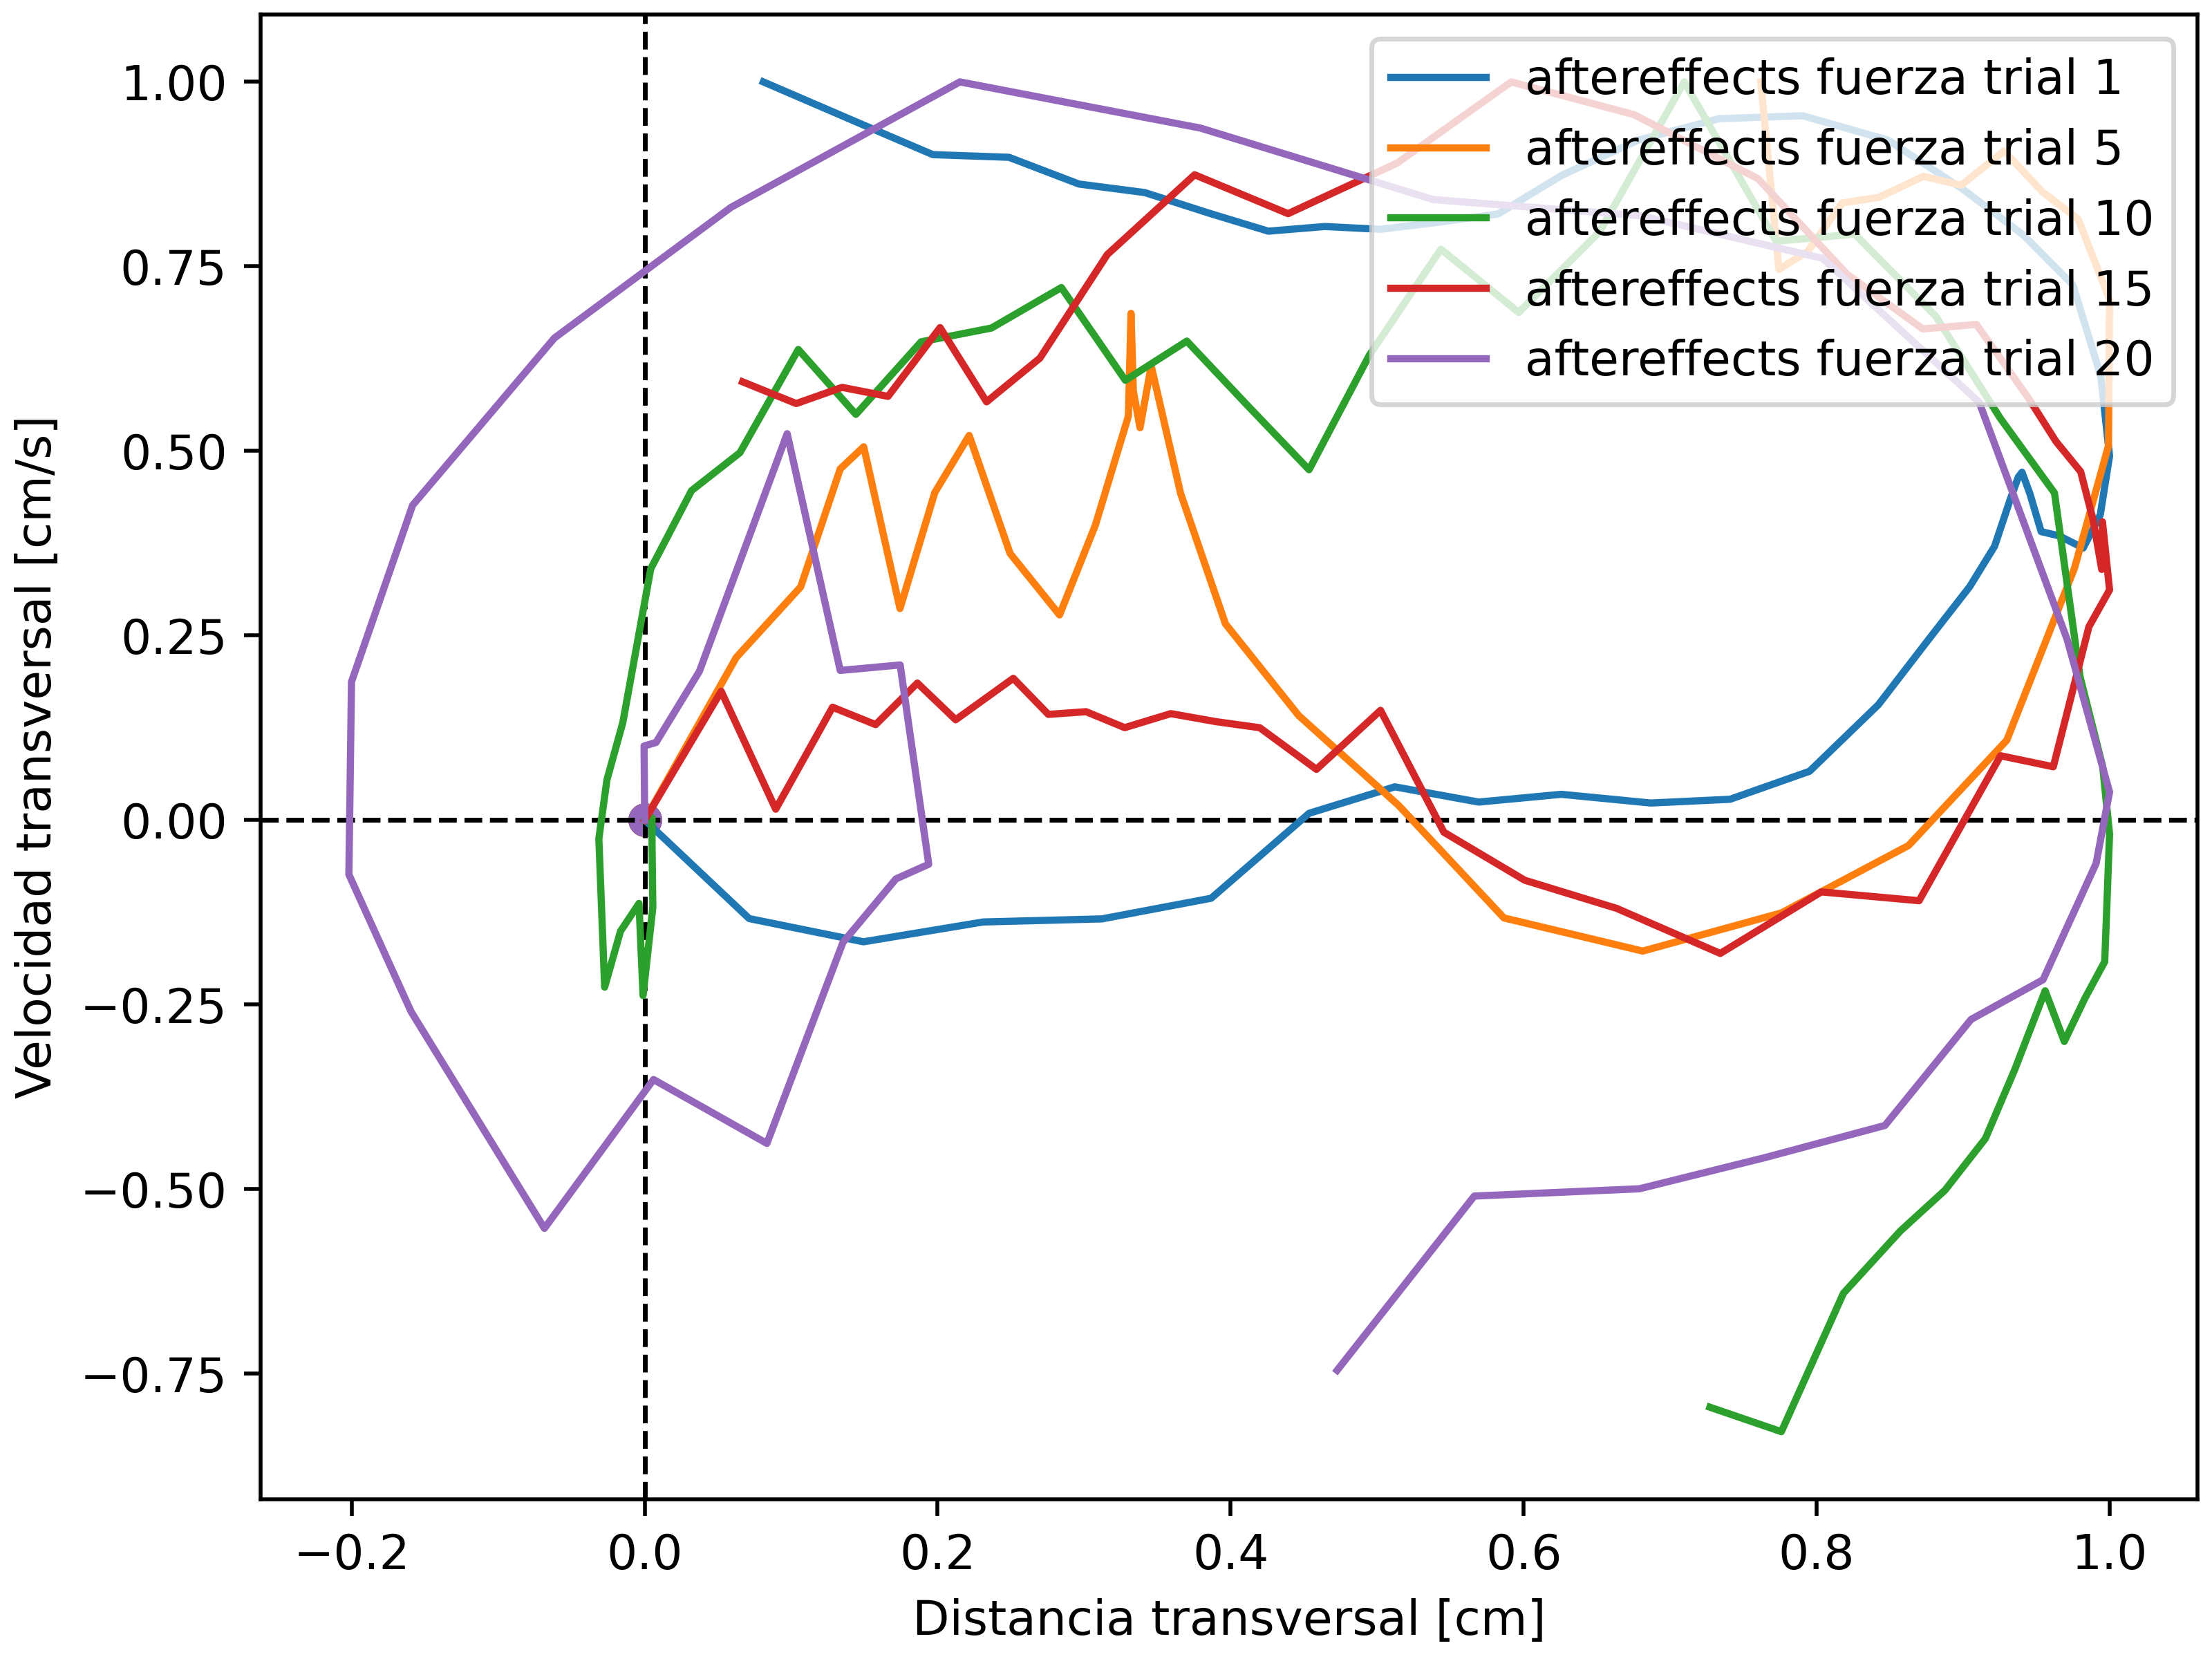 aftereffects fuerza trial 1
aftereffects fuerza trial 5
aftereffects fuerza trial 10
aftereffects fuerza trial 15
aftereffects fuerza trial 20
Velocidad transversal [cm/s]
1.00
0.75
0.50
0.25
0.00
−0.25
−0.50
−0.75
−0.2 0.0 0.2 0.4 0.6 0.8 1.0
Distancia transversal [cm]